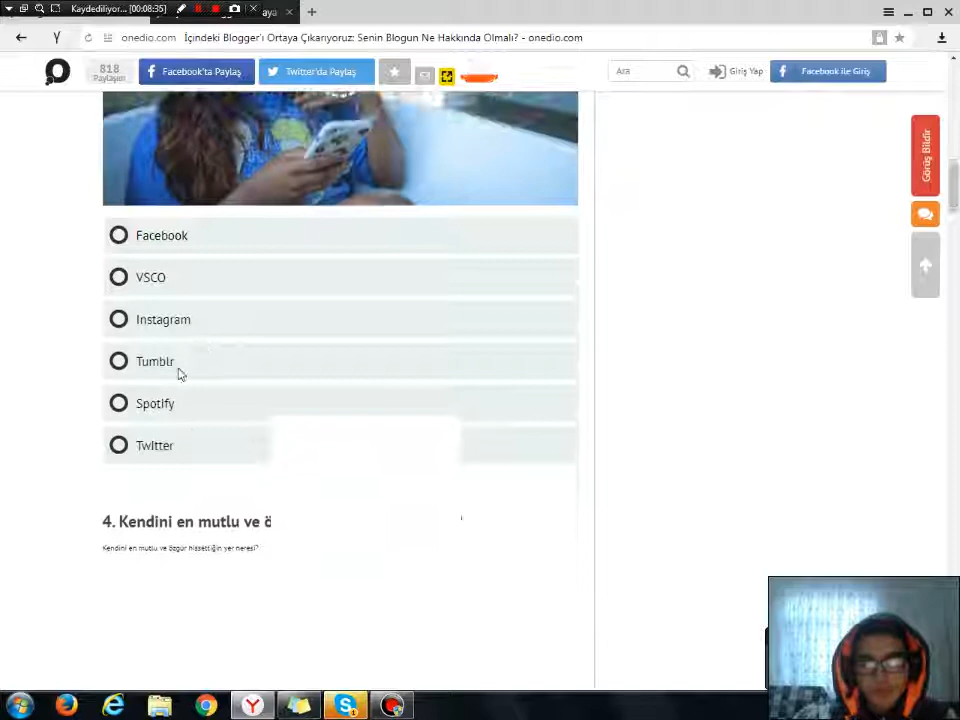 Kaydediliyor... [00:08:35]
aya
onedio.com İçindeki Blogger'ı Ortaya Çıkarıyoruz: Senin Blogun Ne Hakkında Olmalı? - onedio.com
818
Paylaşım
Facebook'ta Paylaş
Twitter'da Paylaş
Ara
Giriş Yap
Facebook ile Giriş
Görüş Bildir
Facebook
VSCO
Instagram
Tumblr
Spotify
Twitter
4. Kendini en mutlu ve ö
Kendini en mutlu ve özgür hissettiğin yer neresi?